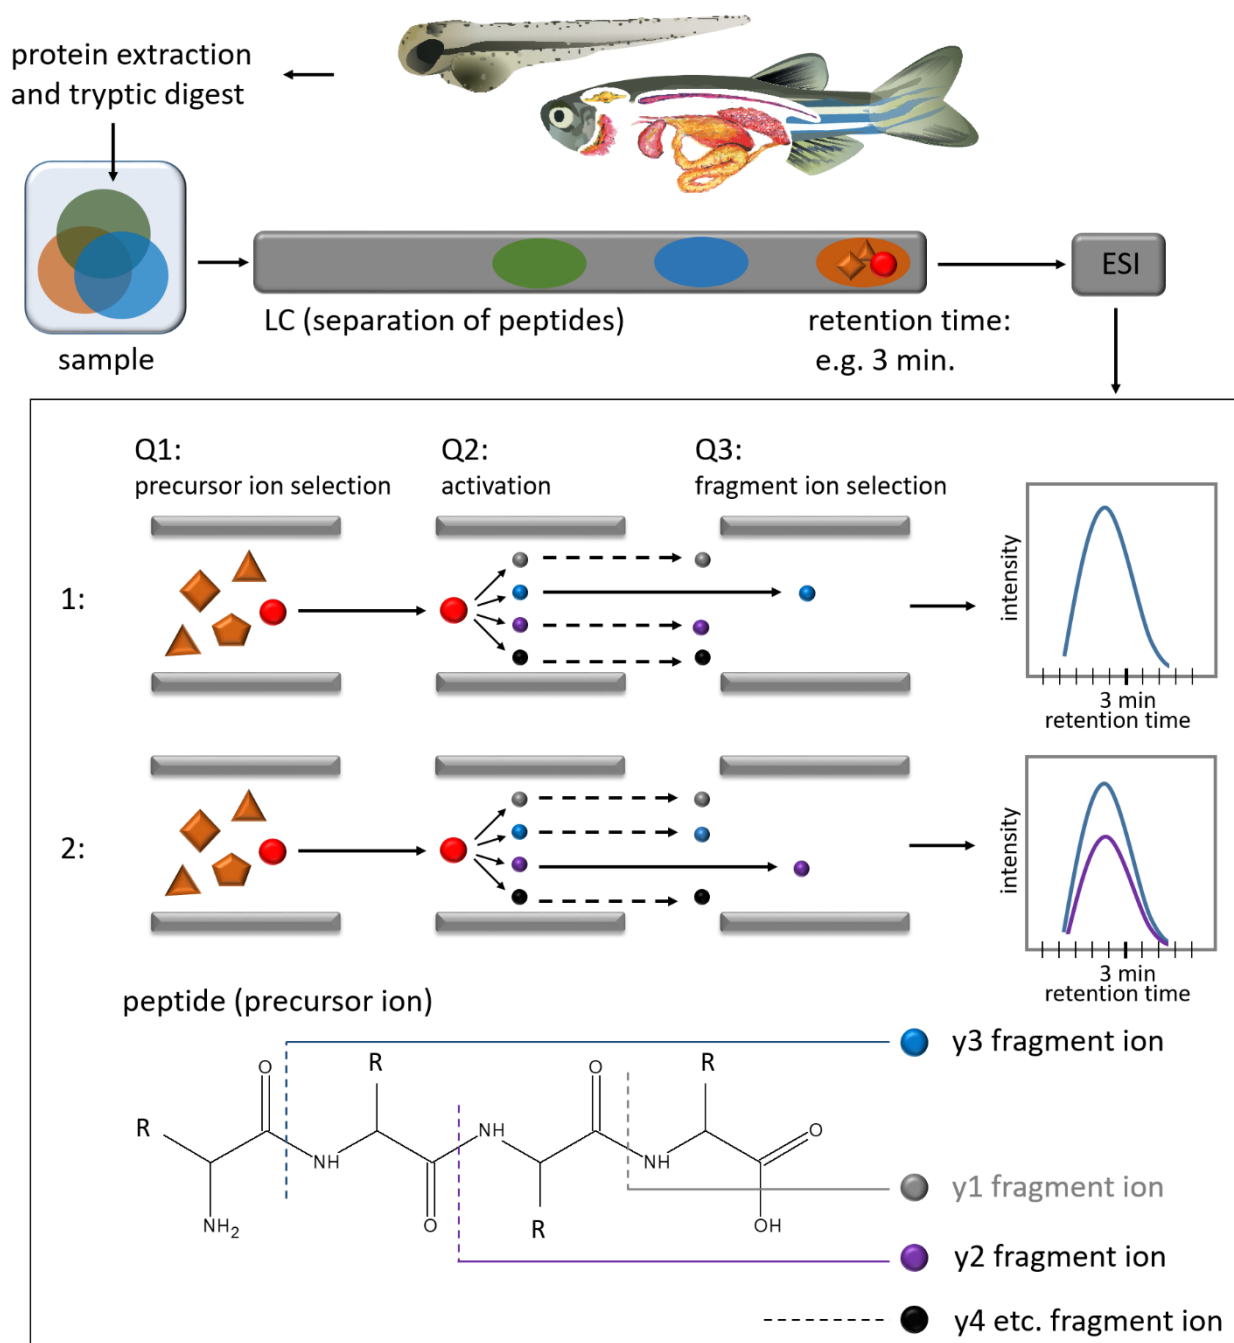 protein extraction
and tryptic digest
sample
LC (separation of peptides)
retention time:
e.g. 3 min.
ESI
Q1:
precursor ion selection
Q2:
activation
Q3:
fragment ion selection
1:
intensity
3 min
retention time
2:
intensity
3 min
retention time
peptide (precursor ion)
y3 fragment ion
R
O
NH
R
O
NH
R
O
NH
R
O
NH2
OH
y1 fragment ion
y2 fragment ion
y4 etc. fragment ion